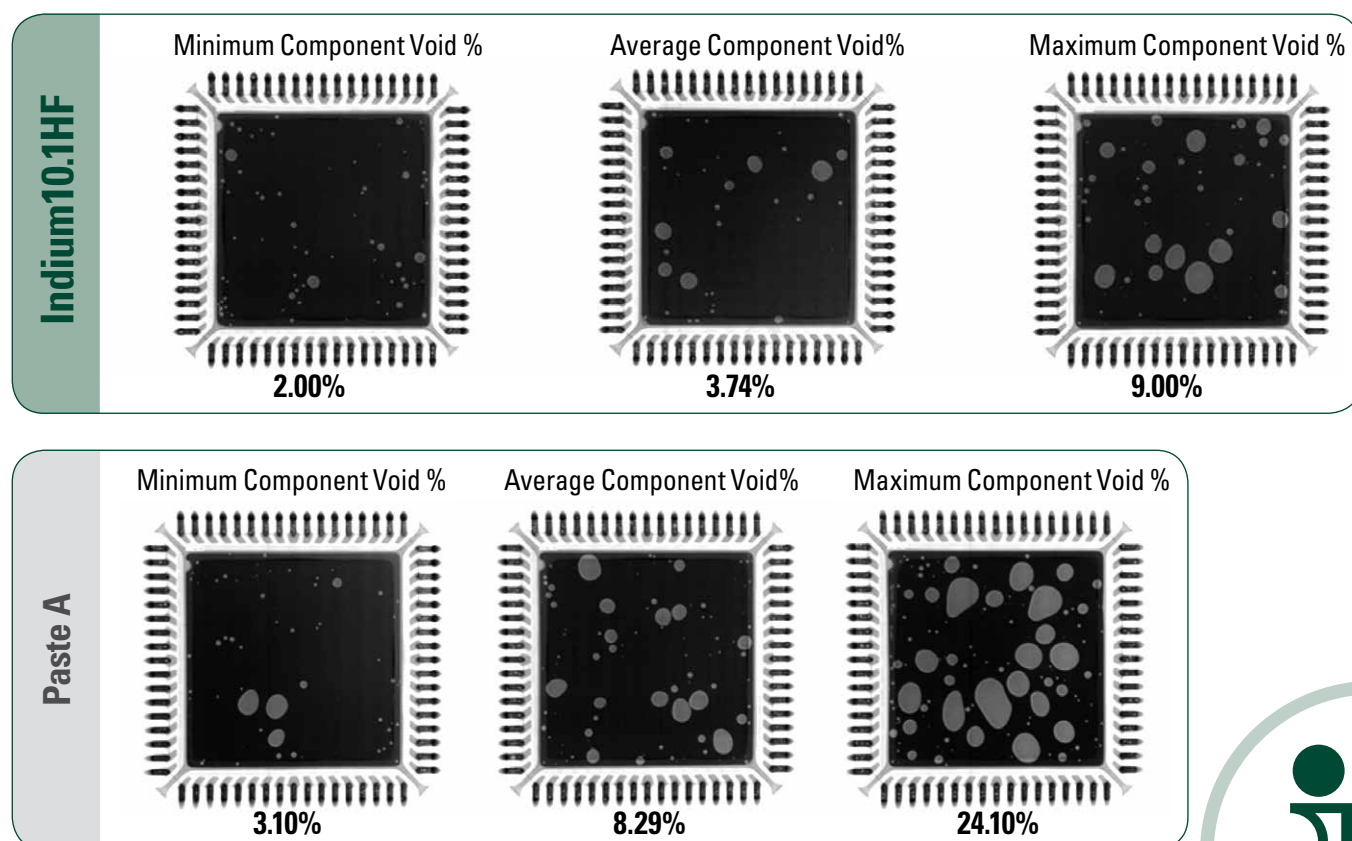 Indium10.1HF
Minimum Component Void %
Average Component Void%
Maximum Component Void %
2.00%
3.74%
9.00%
Paste A
Minimum Component Void %
Average Component Void%
Maximum Component Void %
3.10%
8.29%
24.10%